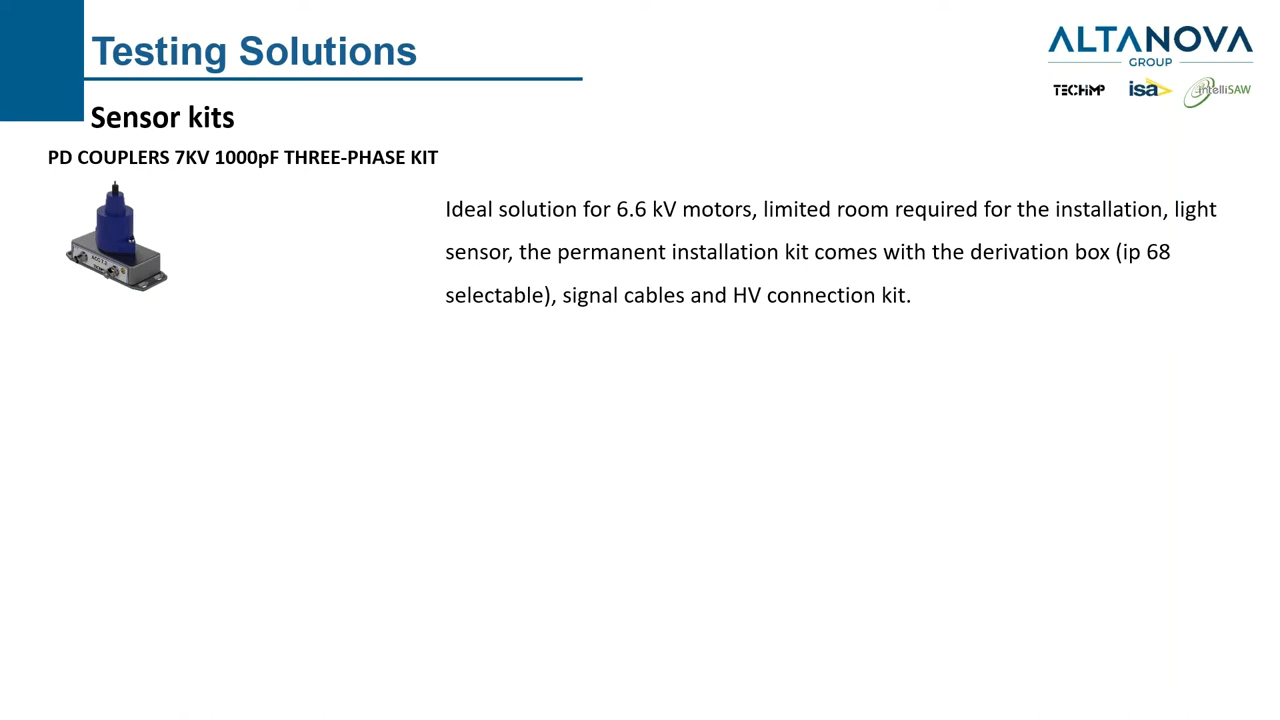 Testing Solutions
ALTANOVA
GROUP
TECHIMP isa intelliSAW
Sensor kits
PD COUPLERS 7KV 1000pF THREE-PHASE KIT
Ideal solution for 6.6 kV motors, limited room required for the installation, light
sensor, the permanent installation kit comes with the derivation box (ip 68
selectable), signal cables and HV connection kit.